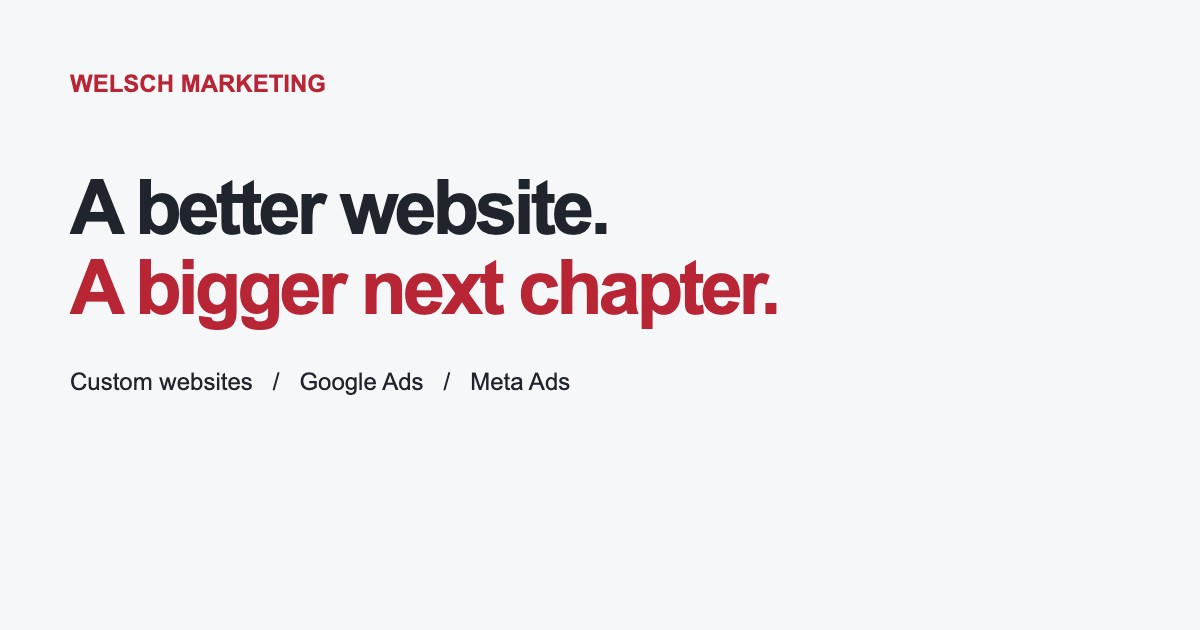 WELSCH MARKETING
A better website.
A bigger next chapter.
Custom websites / Google Ads / Meta Ads